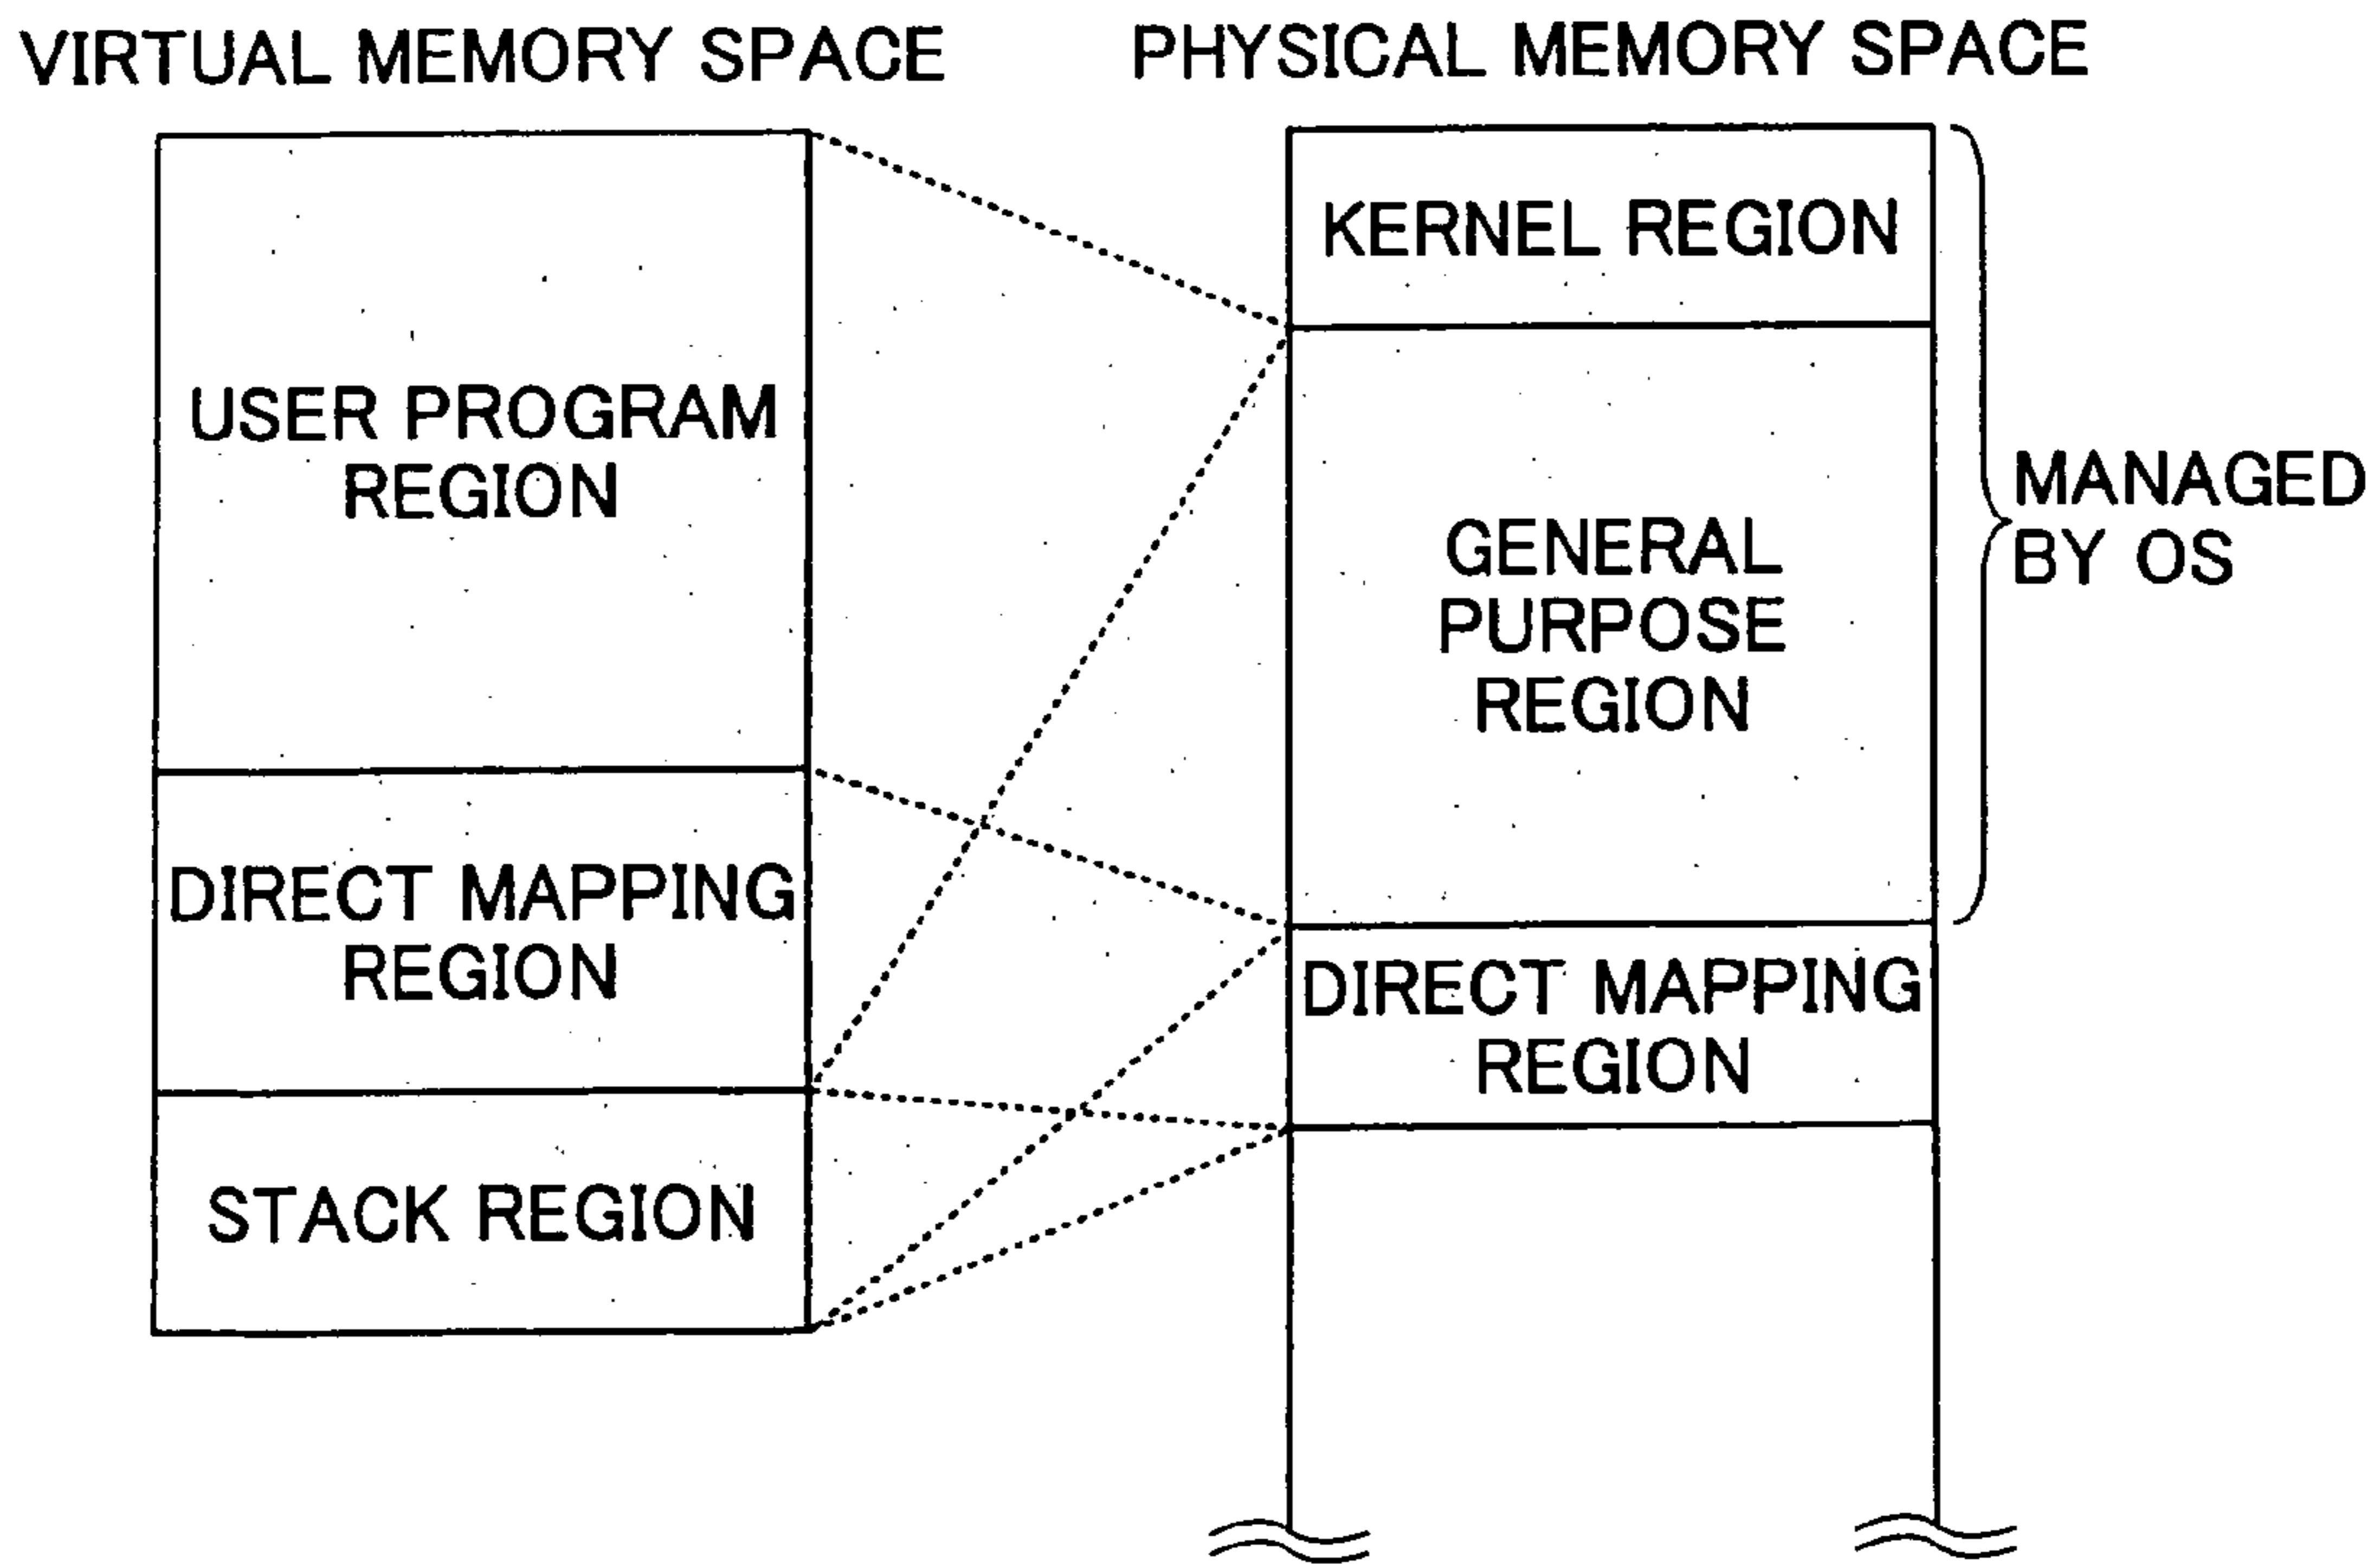 VIRTUAL MEMORY SPACE
USER PROGRAM
REGION
DIRECT MAPPING
REGION
STACK REGION
PHYSICAL MEMORY SPACE
KERNEL REGION
GENERAL
PURPOSE
REGION
DIRECT MAPPING
REGION
MANAGED
BY OS